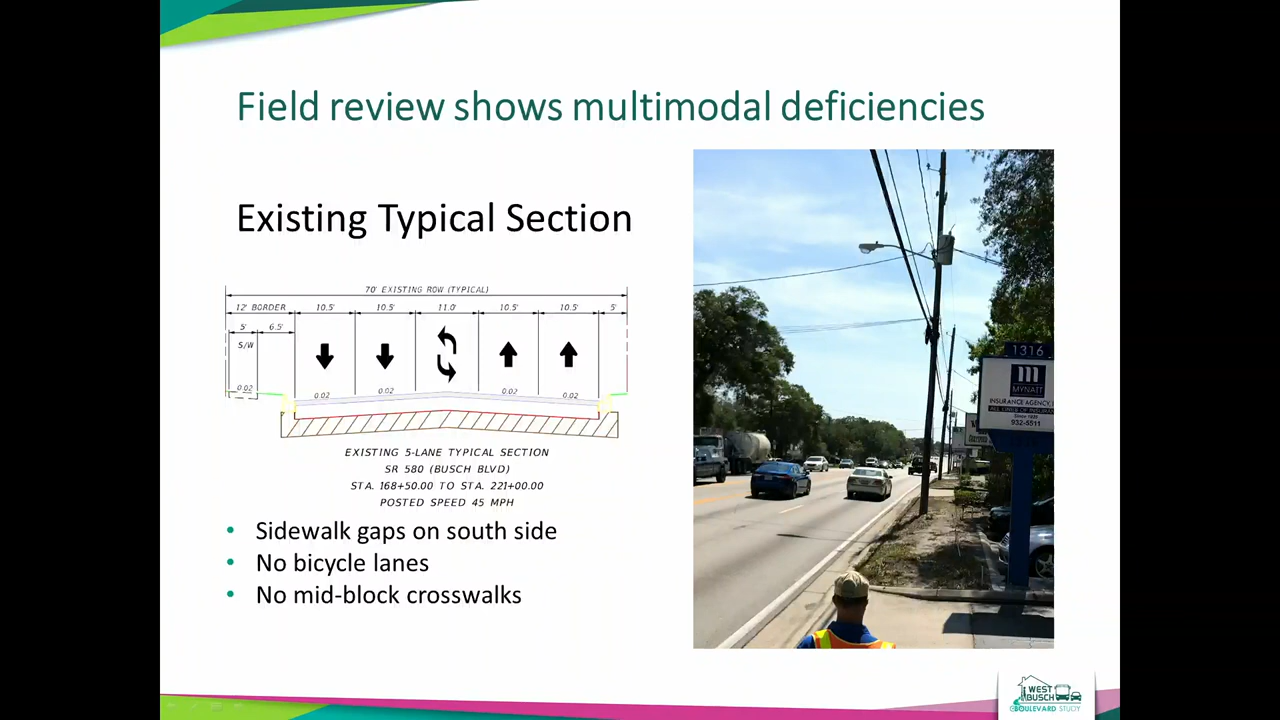 Field review shows multimodal deficiencies
Existing Typical Section
70' EXISTING ROW (TYPICAL)
12' BORDER 10.5' 10.5' 11.0' 10.5' 10.5' 5'
5' 6.5'
S/W
0.02 0.02 0.02 0.02 0.02
EXISTING 5-LANE TYPICAL SECTION
SR 580 (BUSCH BLVD)
STA. 168+50.00 TO STA. 221+00.00
POSTED SPEED 45 MPH
• Sidewalk gaps on south side
• No bicycle lanes
• No mid-block crosswalks
1316
MYNATT
INSURANCE AGENCY,
932-5511
WEST
BUSCH
BOULEVARD STUDY